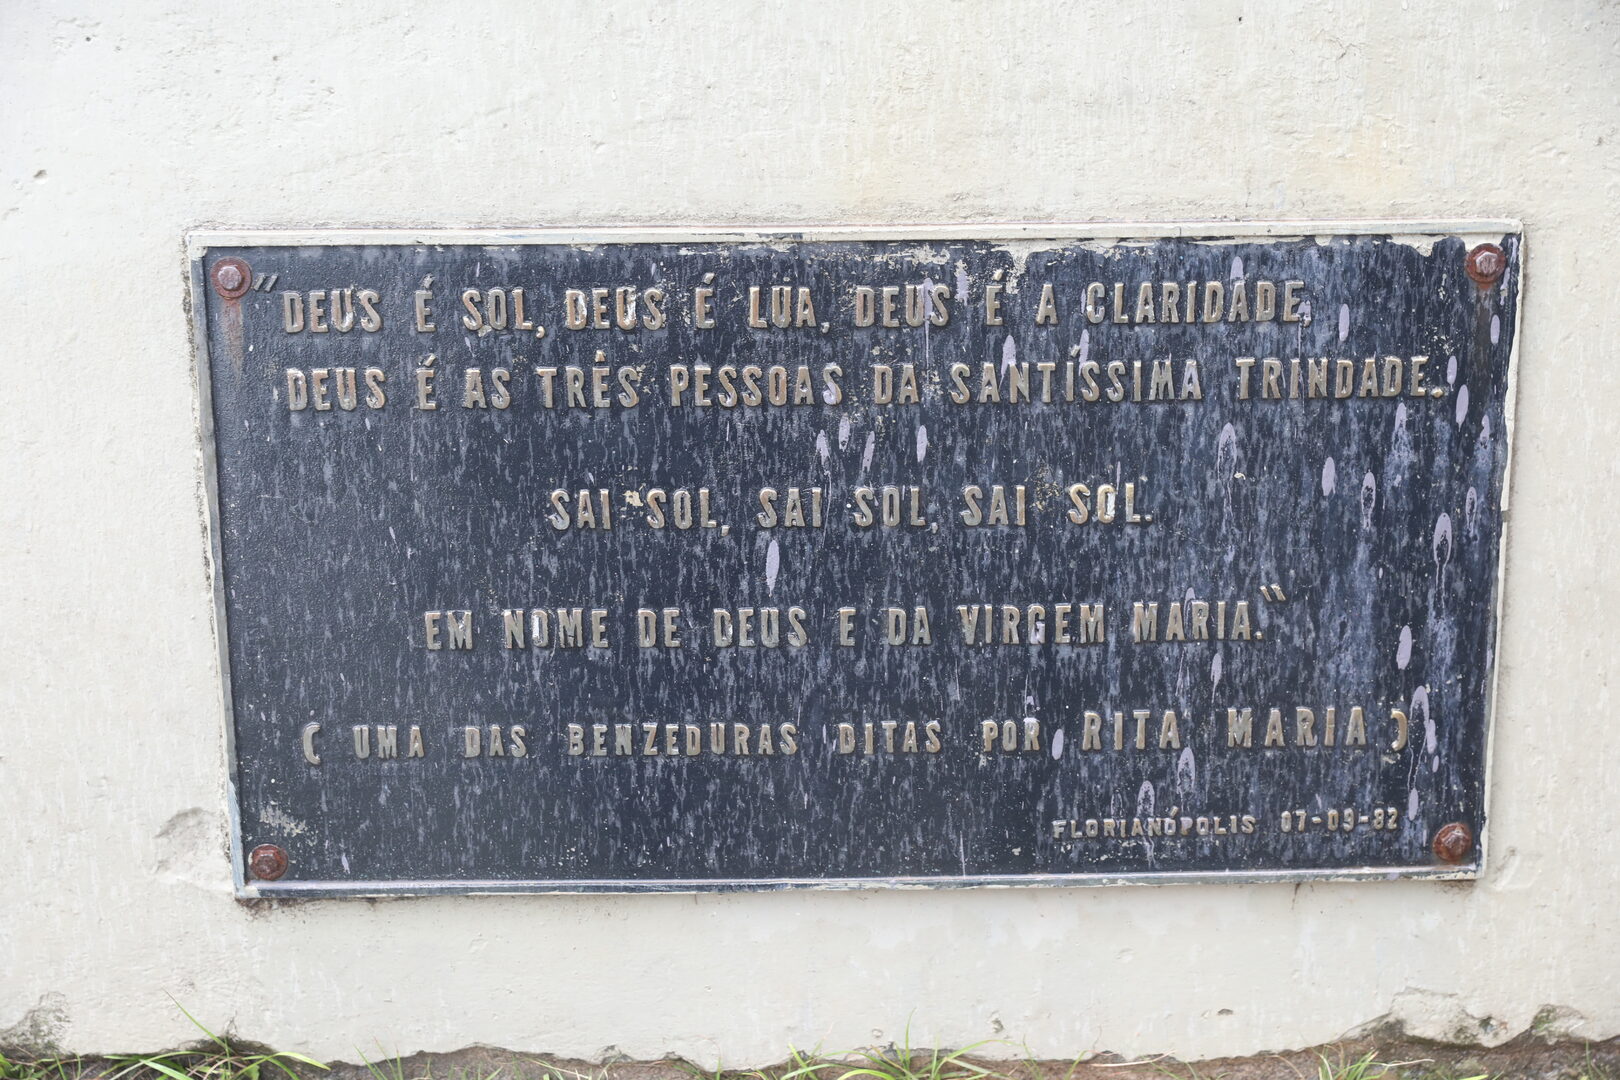 "DEUS É SOL, DEUS É LUA, DEUS É A CLARIDADE,
DEUS É AS TRÊS PESSOAS DA SANTÍSSIMA TRINDADE.
SAI SOL, SAI SOL, SAI SOL.
EM NOME DE DEUS E DA VIRGEM MARIA."
(UMA DAS BENZEDURAS DITAS POR RITA MARIA)
FLORIANÓPOLIS 07-09-82